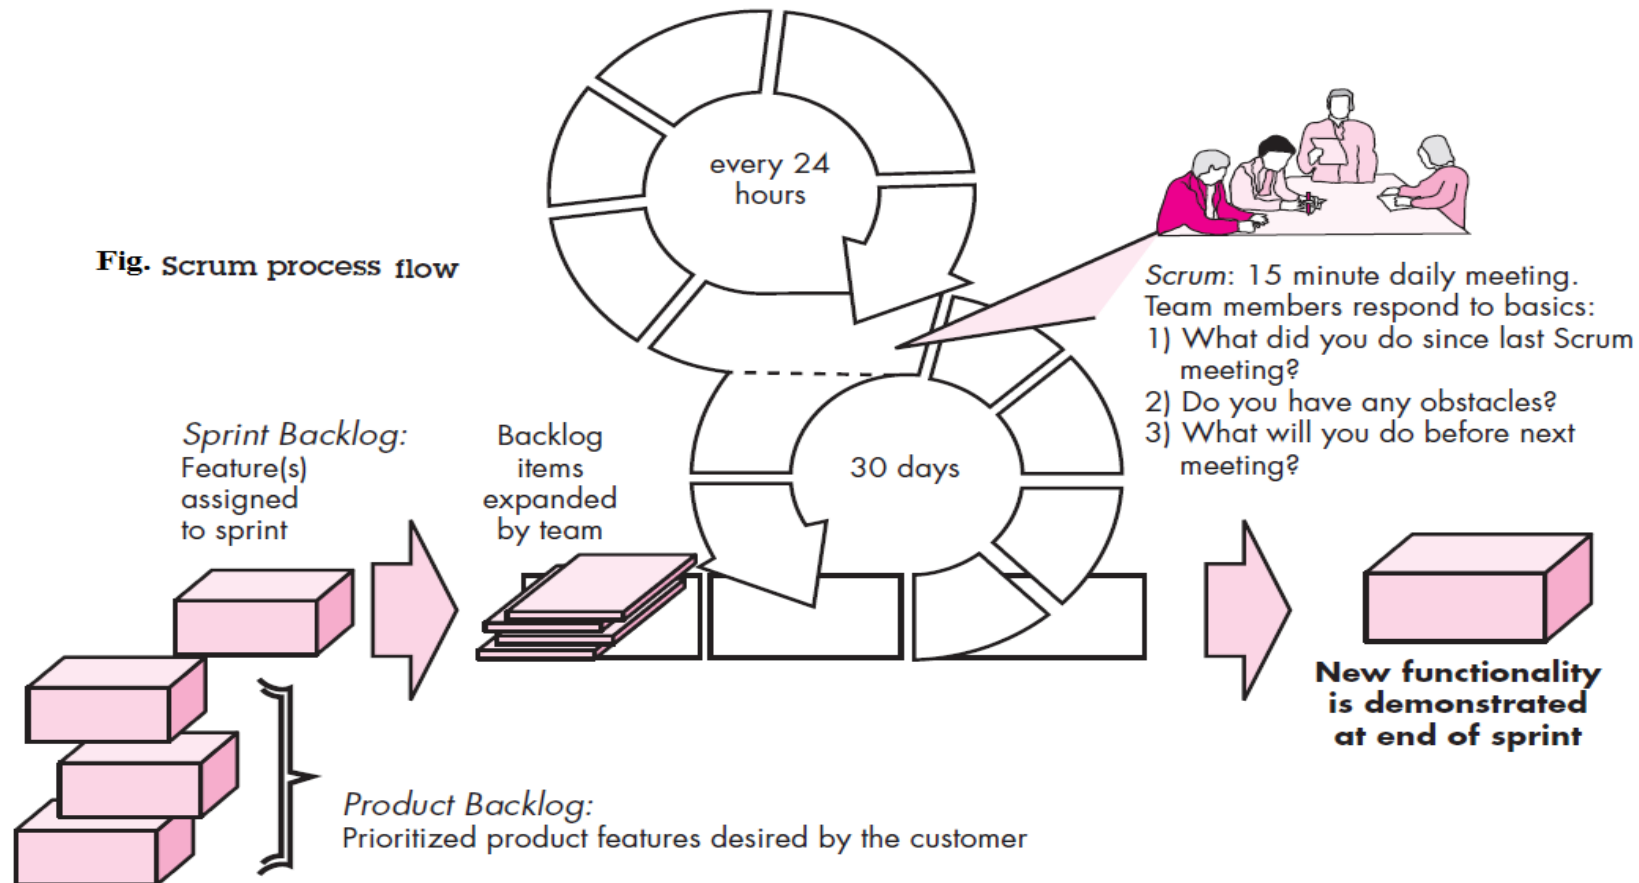 every 24
hours
Fig. Scrum process flow
Scrum: 15 minute daily meeting.
Team members respond to basics:
1) What did you do since last Scrum
meeting?
2) Do you have any obstacles?
3) What will you do before next
meeting?
Sprint Backlog:
Feature(s)
assigned
to sprint
Backlog
items
expanded
by team
30 days
New functionality
is demonstrated
at end of sprint
Product Backlog:
Prioritized product features desired by the customer